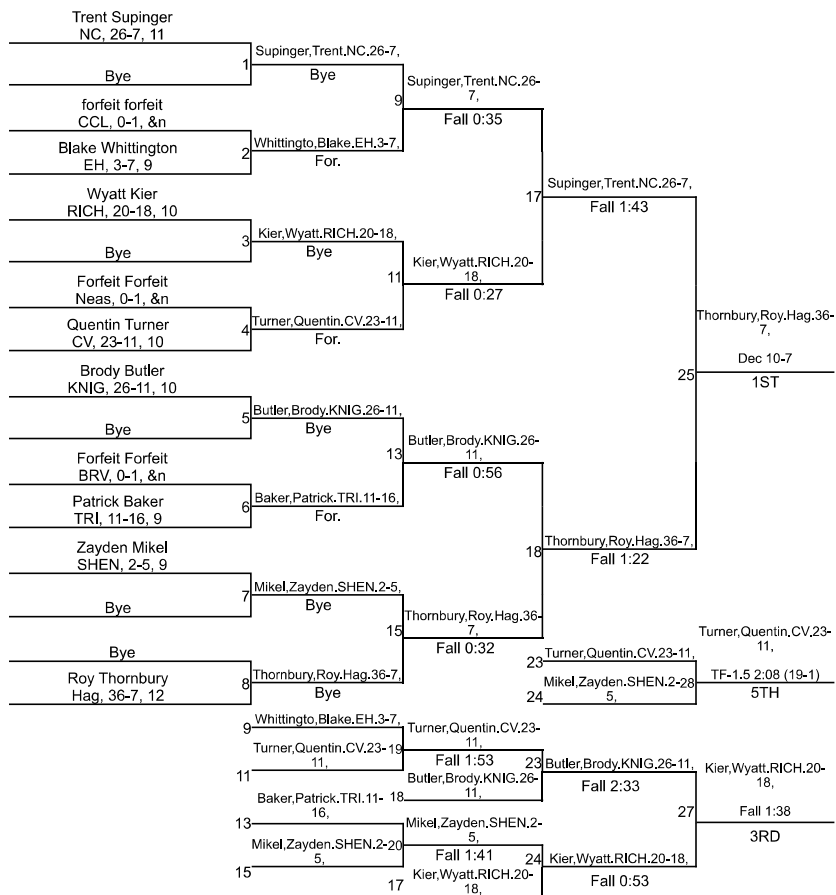 Trent Supinger
NC, 26-7, 11
Bye
1
Supinger,Trent.NC.26-7,
Bye
forfeit forfeit
CCL, 0-1, &n
Blake Whittington
EH, 3-7, 9
2
Whittingto,Blake.EH.3-7,
For.
9
Supinger,Trent.NC.26-
7,
Fall 0:35
Wyatt Kier
RICH, 20-18, 10
Bye
3
Kier,Wyatt.RICH.20-18,
Bye
Forfeit Forfeit
Neas, 0-1, &n
Quentin Turner
CV, 23-11, 10
4
Turner,Quentin.CV.23-11,
For.
11
Kier,Wyatt.RICH.20-
18,
Fall 0:27
17
Supinger,Trent.NC.26-7,
Fall 1:43
Brody Butler
KNIG, 26-11, 10
Bye
5
Butler,Brody.KNIG.26-11,
Bye
Forfeit Forfeit
BRV, 0-1, &n
Patrick Baker
TRI, 11-16, 9
6
Baker,Patrick.TRI.11-16,
For.
13
Butler,Brody.KNIG.26-
11,
Fall 0:56
Zayden Mikel
SHEN, 2-5, 9
Bye
7
Mikel,Zayden.SHEN.2-5,
Bye
Bye
Roy Thornbury
Hag, 36-7, 12
8
Thornbury,Roy.Hag.36-7,
Bye
15
Thornbury,Roy.Hag.36-
7,
Fall 0:32
18
Thornbury,Roy.Hag.36-7,
Fall 1:22
25
Thornbury,Roy.Hag.36-
7,
Dec 10-7
1ST
23
Turner,Quentin.CV.23-11,
24
Mikel,Zayden.SHEN.2-
5,
28
Turner,Quentin.CV.23-
11,
TF-1.5 2:08 (19-1)
5TH
9
Whittingto,Blake.EH.3-7,
11
Turner,Quentin.CV.23-
11,
19
Turner,Quentin.CV.23-
11,
Fall 1:53
18
Butler,Brody.KNIG.26-
11,
23
Butler,Brody.KNIG.26-11,
Fall 2:33
13
Baker,Patrick.TRI.11-
16,
15
Mikel,Zayden.SHEN.2-
5,
20
Mikel,Zayden.SHEN.2-
5,
Fall 1:41
17
Kier,Wyatt.RICH.20-
18,
24
Kier,Wyatt.RICH.20-18,
Fall 0:53
27
Kier,Wyatt.RICH.20-
18,
Fall 1:38
3RD